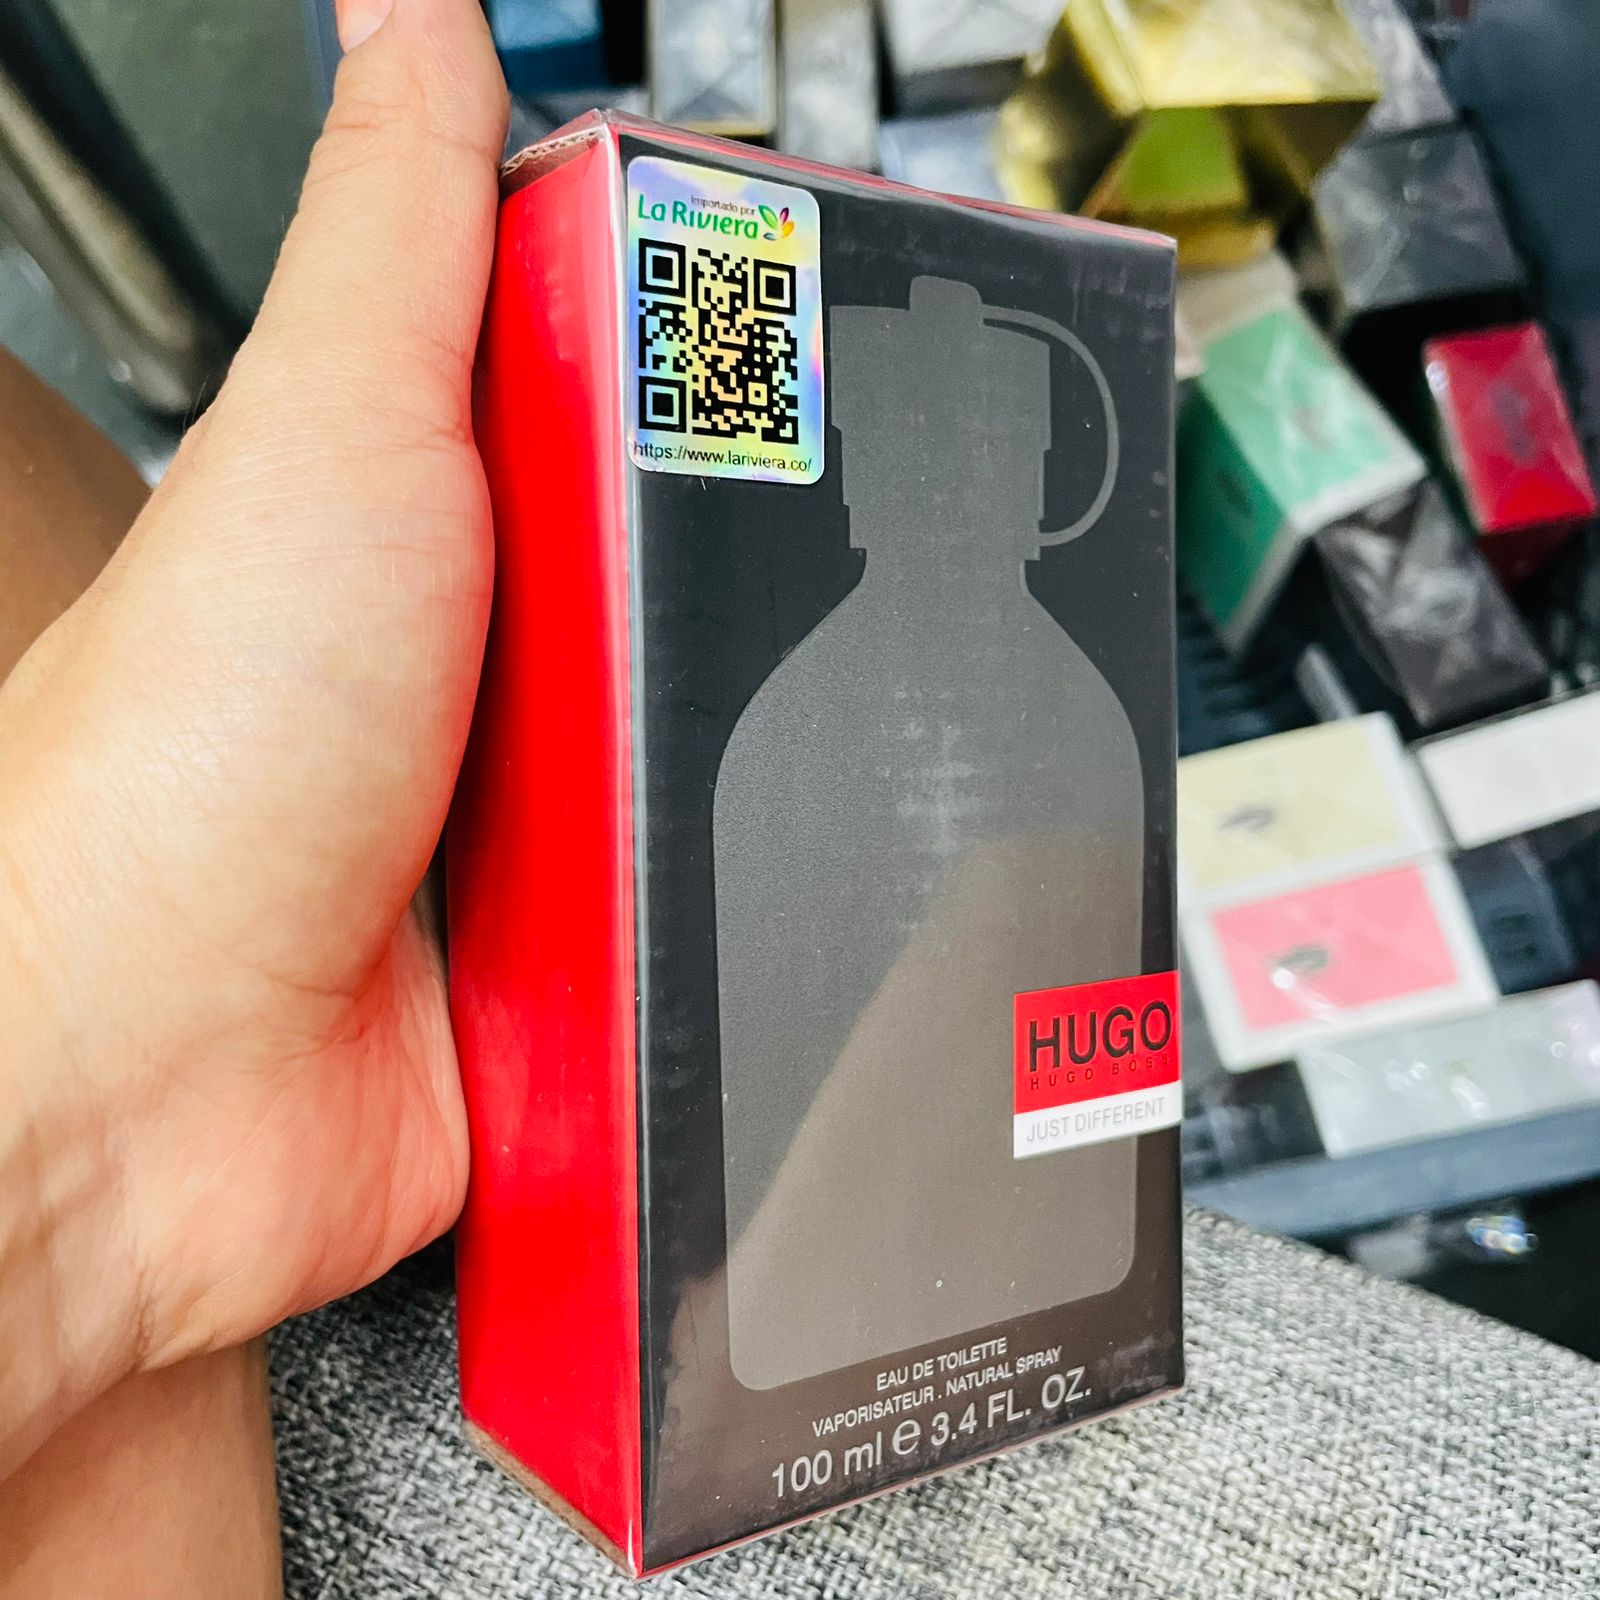 Importado por
La Riviera
https://www.lariviera.co/
HUGO
HUGO BOSS
JUST DIFFERENT
EAU DE TOILETTE
VAPORISATEUR . NATURAL SPRAY
100 ml ℮ 3.4 FL. OZ.